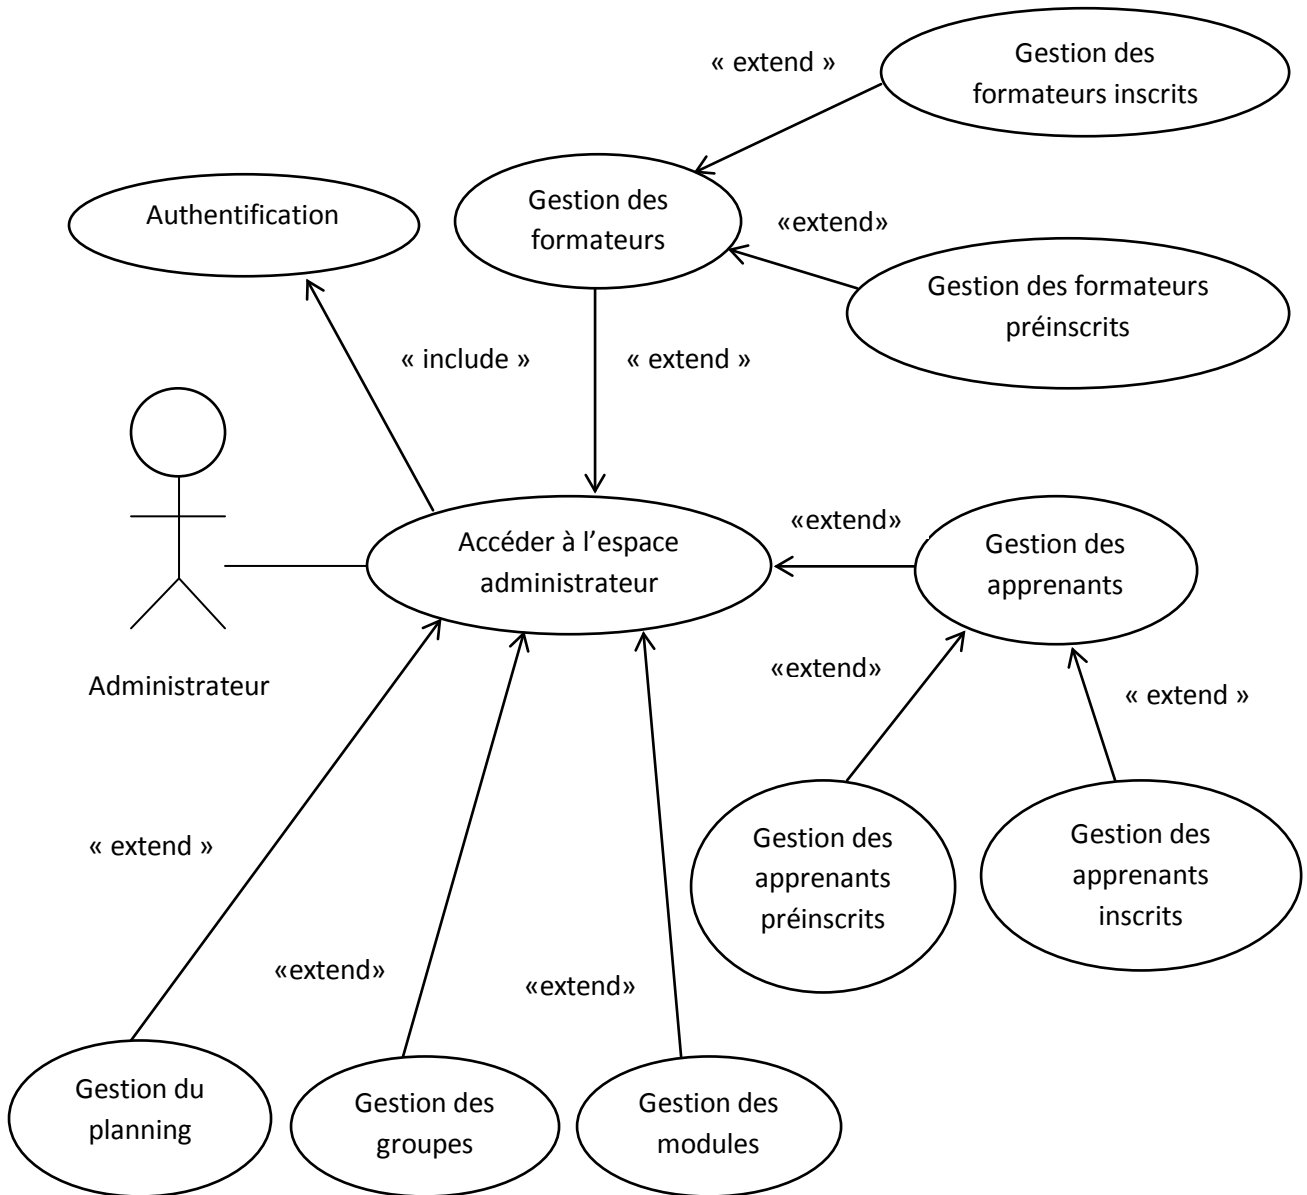 « extend »
Gestion des
formateurs inscrits
Authentification
Gestion des
formateurs
«extend»
Gestion des formateurs
préinscrits
« include »
« extend »
Accéder à l’espace
administrateur
«extend»
Gestion des
apprenants
Administrateur
«extend»
« extend »
« extend »
Gestion des
apprenants
préinscrits
Gestion des
apprenants
inscrits
«extend»
«extend»
Gestion du
planning
Gestion des
groupes
Gestion des
modules